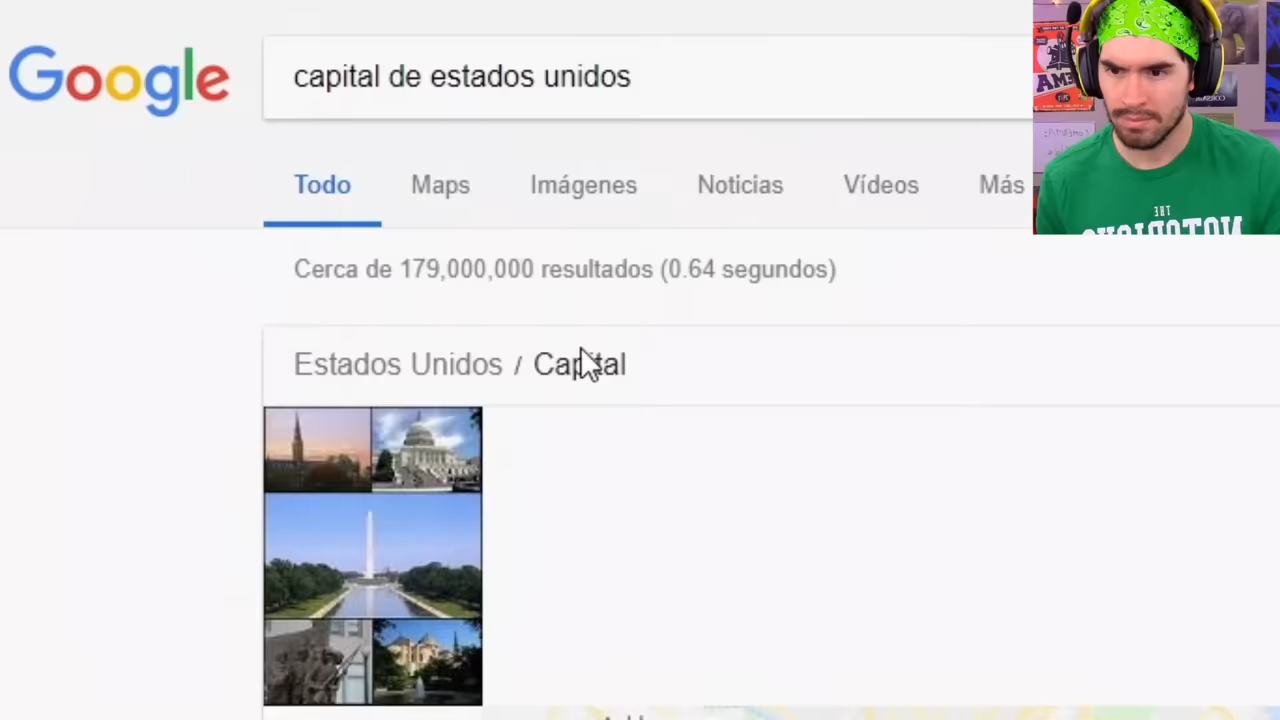 Google
capital de estados unidos
Todo Maps Imágenes Noticias Vídeos Más
Cerca de 179,000,000 resultados (0.64 segundos)
Estados Unidos / Capital
THE